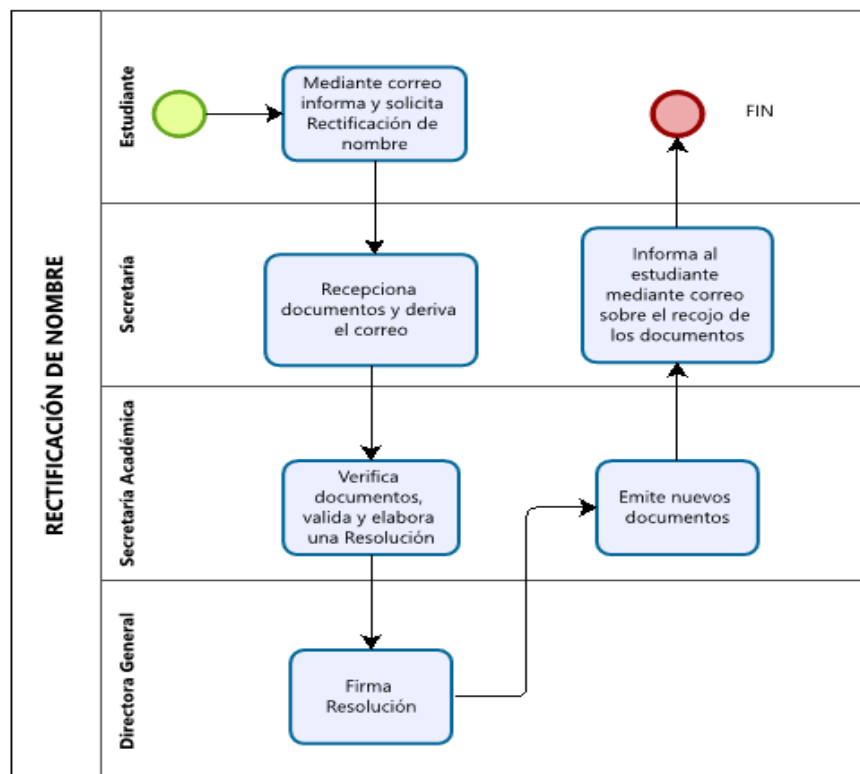 RECTIFICACIÓN DE NOMBRE
Estudiante
Mediante correo
informa y solicita
Rectificación de
nombre
FIN
Secretaría
Recepciona
documentos y deriva
el correo
Informa al
estudiante
mediante correo
sobre el recojo de
los documentos
Secretaria Académica
Verifica
documentos,
valida y elabora
una Resolución
Emite nuevos
documentos
Directora General
Firma
Resolución